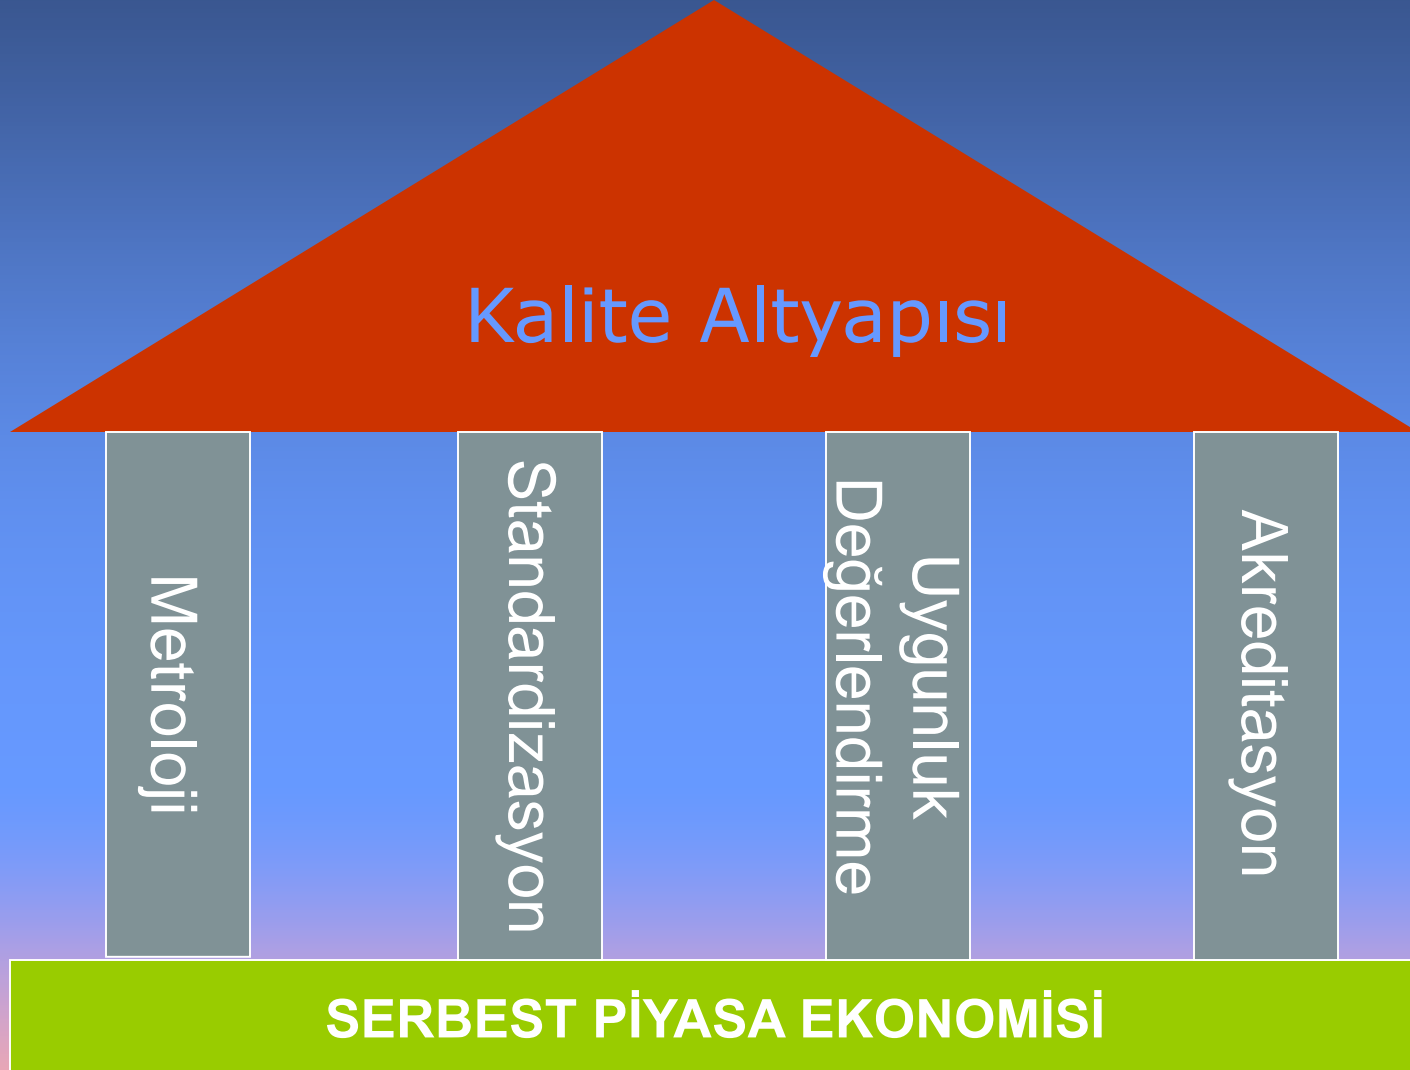 Kalite Altyapısı
Metroloji
Standardizasyon
Uygunluk
Değerlendirme
Akreditasyon
SERBEST PİYASA EKONOMİSİ